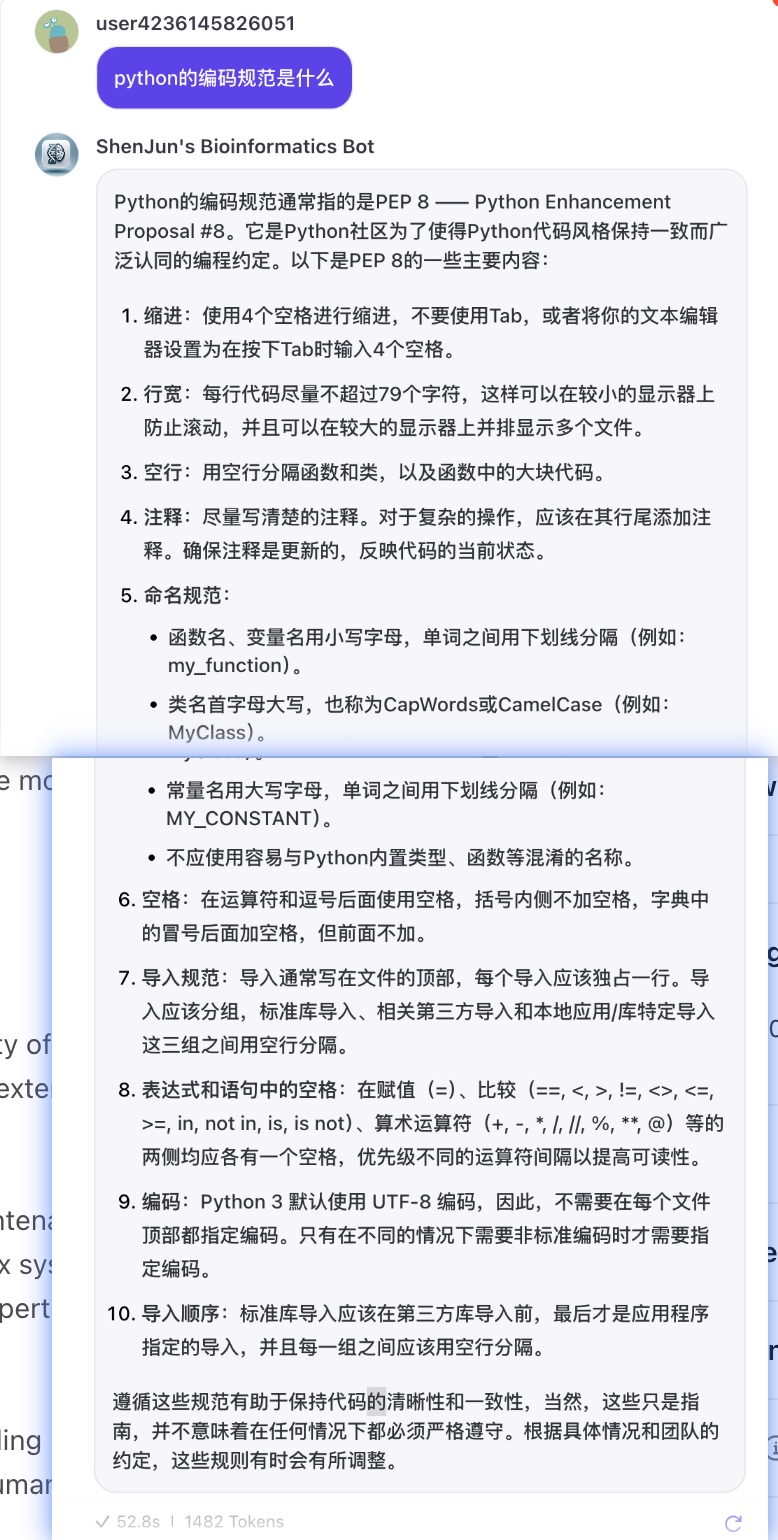 user4236145826051
python的编码规范是什么
ShenJun's Bioinformatics Bot
Python的编码规范通常指的是PEP 8 —— Python Enhancement
Proposal #8。它是Python社区为了使得Python代码风格保持一致而广
泛认同的编程约定。以下是PEP 8的一些主要内容：
1. 缩进：使用4个空格进行缩进，不要使用Tab，或者将你的文本编辑
器设置为在按下Tab时输入4个空格。
2. 行宽：每行代码尽量不超过79个字符，这样可以在较小的显示器上
防止滚动，并且可以在较大的显示器上并排显示多个文件。
3. 空行：用空行分隔函数和类，以及函数中的大块代码。
4. 注释：尽量写清楚的注释。对于复杂的操作，应该在其行尾添加注
释。确保注释是更新的，反映代码的当前状态。
5. 命名规范：
• 函数名、变量名用小写字母，单词之间用下划线分隔（例如：
my_function）。
• 类名首字母大写，也称为CapWords或CamelCase（例如：
MyClass）。
• 常量名用大写字母，单词之间用下划线分隔（例如：
MY_CONSTANT）。
• 不应使用容易与Python内置类型、函数等混淆的名称。
6. 空格：在运算符和逗号后面使用空格，括号内侧不加空格，字典中
的冒号后面加空格，但前面不加。
7. 导入规范：导入通常写在文件的顶部，每个导入应该独占一行。导
入应该分组，标准库导入、相关第三方导入和本地应用/库特定导入
这三组之间用空行分隔。
8. 表达式和语句中的空格：在赋值（=）、比较（==, <, >, !=, <>, <=,
>=, in, not in, is, is not）、算术运算符（+, -, *, /, //, %, **, @）等的
两侧均应各有一个空格，优先级不同的运算符间隔以提高可读性。
9. 编码：Python 3 默认使用 UTF-8 编码，因此，不需要在每个文件
顶部都指定编码。只有在不同的情况下需要非标准编码时才需要指
定编码。
10. 导入顺序：标准库导入应该在第三方库导入前，最后才是应用程序
指定的导入，并且每一组之间应该用空行分隔。
遵循这些规范有助于保持代码的清晰性和一致性，当然，这些只是指
南，并不意味着在任何情况下都必须严格遵守。根据具体情况和团队的
约定，这些规则有时会有所调整。
52.8s | 1482 Tokens